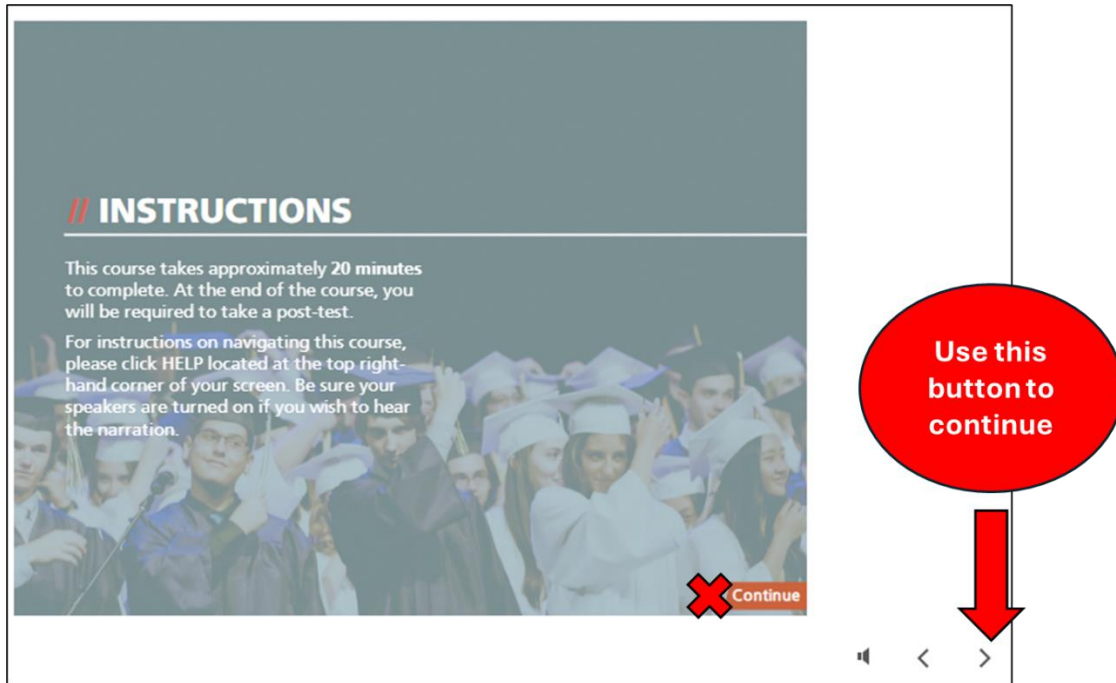 // INSTRUCTIONS
This course takes approximately 20 minutes
to complete. At the end of the course, you
will be required to take a post-test.
For instructions on navigating this course,
please click HELP located at the top right-
hand corner of your screen. Be sure your
speakers are turned on if you wish to hear
the narration.
Use this
button to
continue
Continue